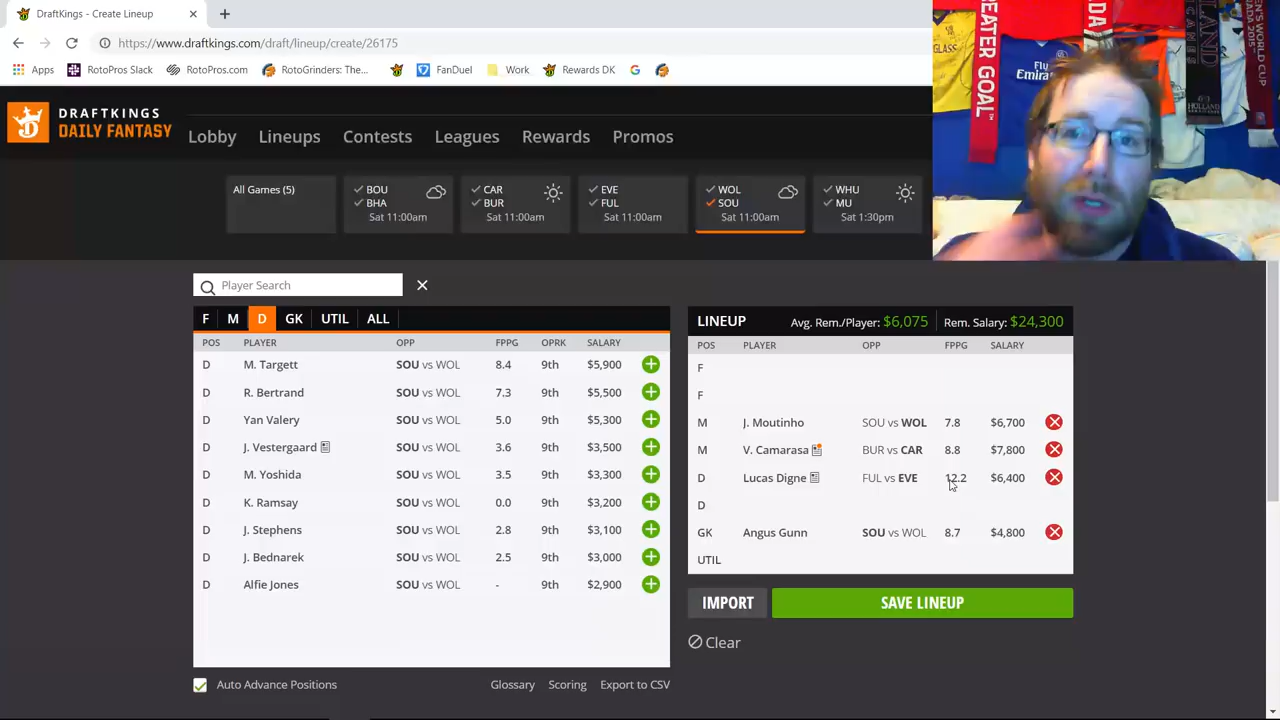 DraftKings - Create Lineup
https://www.draftkings.com/draft/lineup/create/26175
Apps RotoPros Slack RotoPros.com RotoGrinders: The... FanDuel Work Rewards DK
DRAFTKINGS
DAILY FANTASY
Lobby Lineups Contests Leagues Rewards Promos
All Games (5)
BOU
BHA
Sat 11:00am
CAR
BUR
Sat 11:00am
EVE
FUL
Sat 11:00am
WOL
SOU
Sat 11:00am
WHU
MU
Sat 1:30pm
Player Search
F M D GK UTIL ALL
POS PLAYER OPP FPPG OPRK SALARY
D M. Targett SOU vs WOL 8.4 9th $5,900
D R. Bertrand SOU vs WOL 7.3 9th $5,500
D Yan Valery SOU vs WOL 5.0 9th $5,300
D J. Vestergaard SOU vs WOL 3.6 9th $3,500
D M. Yoshida SOU vs WOL 3.5 9th $3,300
D K. Ramsay SOU vs WOL 0.0 9th $3,200
D J. Stephens SOU vs WOL 2.8 9th $3,100
D J. Bednarek SOU vs WOL 2.5 9th $3,000
D Alfie Jones SOU vs WOL - 9th $2,900
Auto Advance Positions
Glossary Scoring Export to CSV
LINEUP Avg. Rem./Player: $6,075 Rem. Salary: $24,300
POS PLAYER OPP FPPG SALARY
F
F
M J. Moutinho SOU vs WOL 7.8 $6,700
M V. Camarasa BUR vs CAR 8.8 $7,800
D Lucas Digne FUL vs EVE 12.2 $6,400
D
GK Angus Gunn SOU vs WOL 8.7 $4,800
UTIL
IMPORT SAVE LINEUP
Clear
EATER GOAL
Emirates
HOLLAND